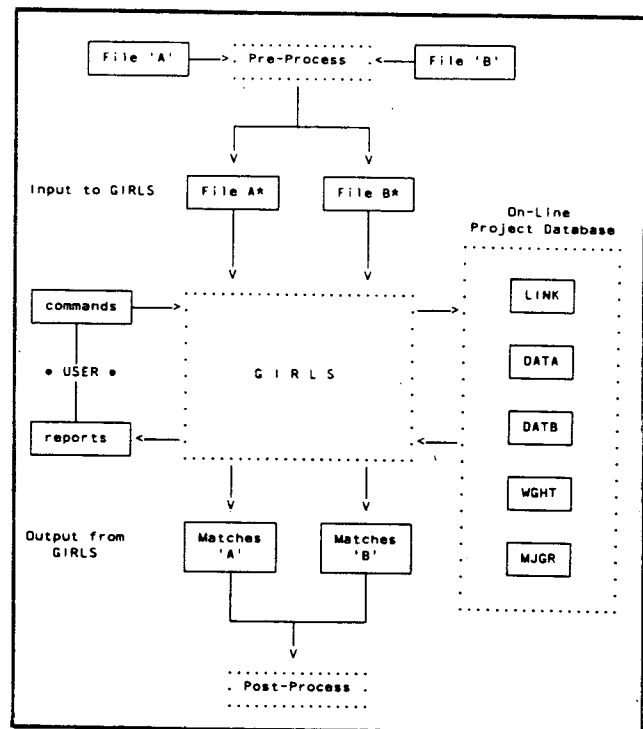 File 'A'
Pre-Process
File 'B'
Input to GIRLS
File A*
File B*
On-Line
Project Database
LINK
commands
DATA
• USER •
G I R L S
DATB
reports
WGHT
Output from
GIRLS
Matches
'A'
Matches
'B'
MJGR
Post-Process